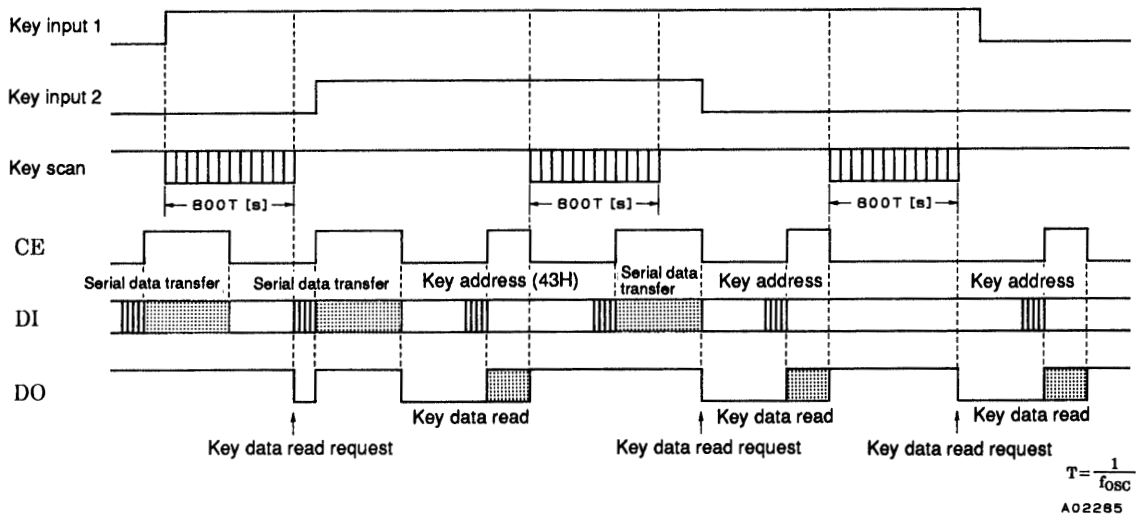 Key input 1
Key input 2
Key scan
800T [s]
800T [s]
800T [s]
CE
Serial data transfer
Serial data transfer
Key address (43H)
Serial data
transfer
Key address
Key address
DI
DO
Key data read
Key data read
Key data read
Key data read request
Key data read request
Key data read request
T=1/fOSC
A02285